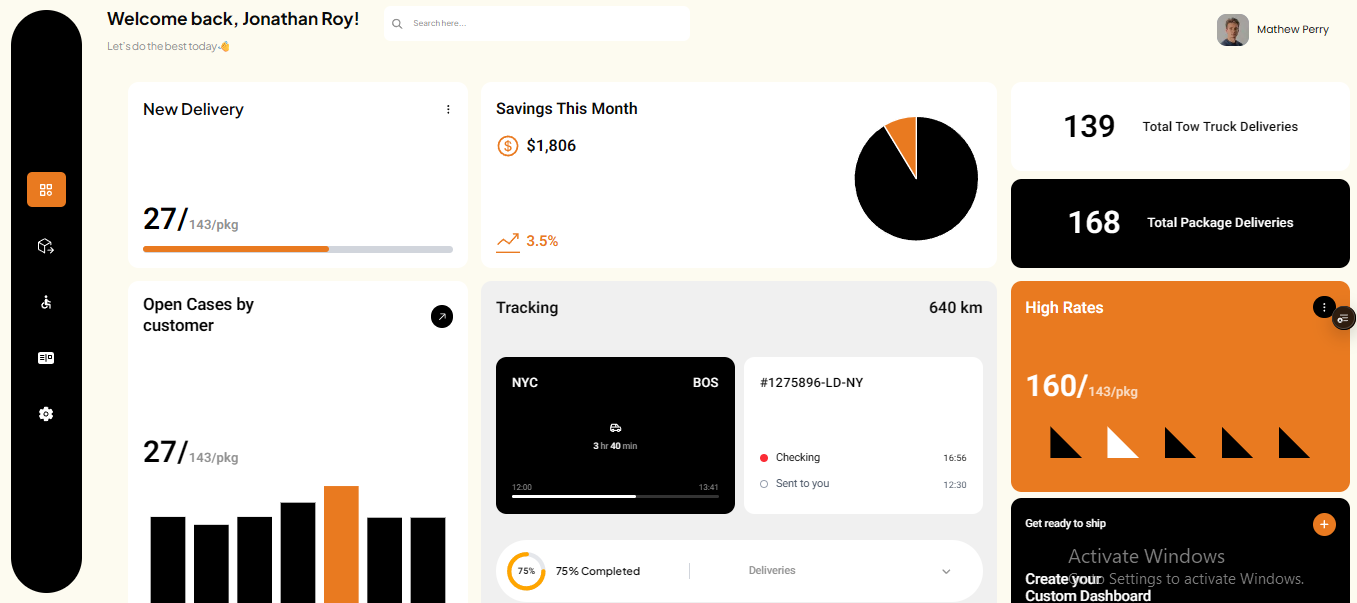 Welcome back, Jonathan Roy!
Let's do the best today
Search here...
Mathew Perry
New Delivery
27/143/pkg
Savings This Month
$1,806
3.5%
139 Total Tow Truck Deliveries
168 Total Package Deliveries
Open Cases by
customer
27/143/pkg
Tracking 640 km
NYC BOS
3 hr 40 min
12:00 13:41
#1275896-LD-NY
Checking 16:56
Sent to you 12:30
75% 75% Completed Deliveries
High Rates
160/143/pkg
Get ready to ship
Create your
Custom Dashboard
Activate Windows
Go to Settings to activate Windows.